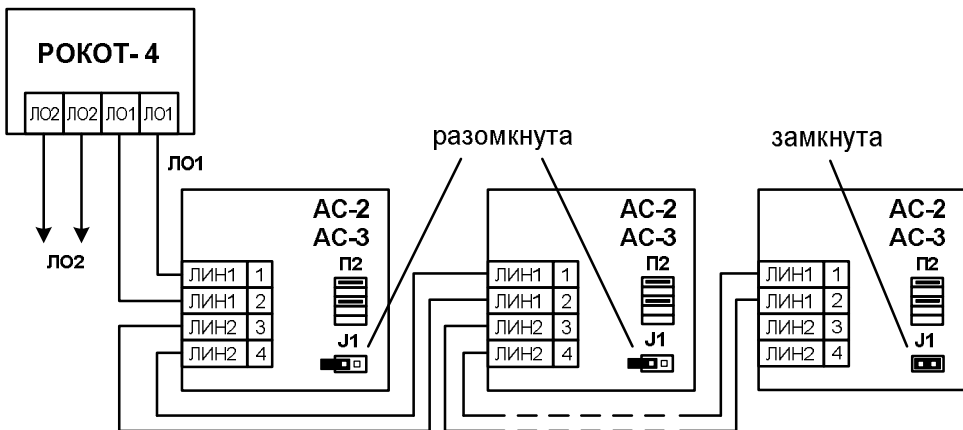 РОКОТ- 4
ЛО2 ЛО2 ЛО1 ЛО1
разомкнута
замкнута
ЛО1
ЛО2
АС-2
АС-3
П2
ЛИН1 1
ЛИН1 2
ЛИН2 3
ЛИН2 4
J1
АС-2
АС-3
П2
ЛИН1 1
ЛИН1 2
ЛИН2 3
ЛИН2 4
J1
АС-2
АС-3
П2
ЛИН1 1
ЛИН1 2
ЛИН2 3
ЛИН2 4
J1